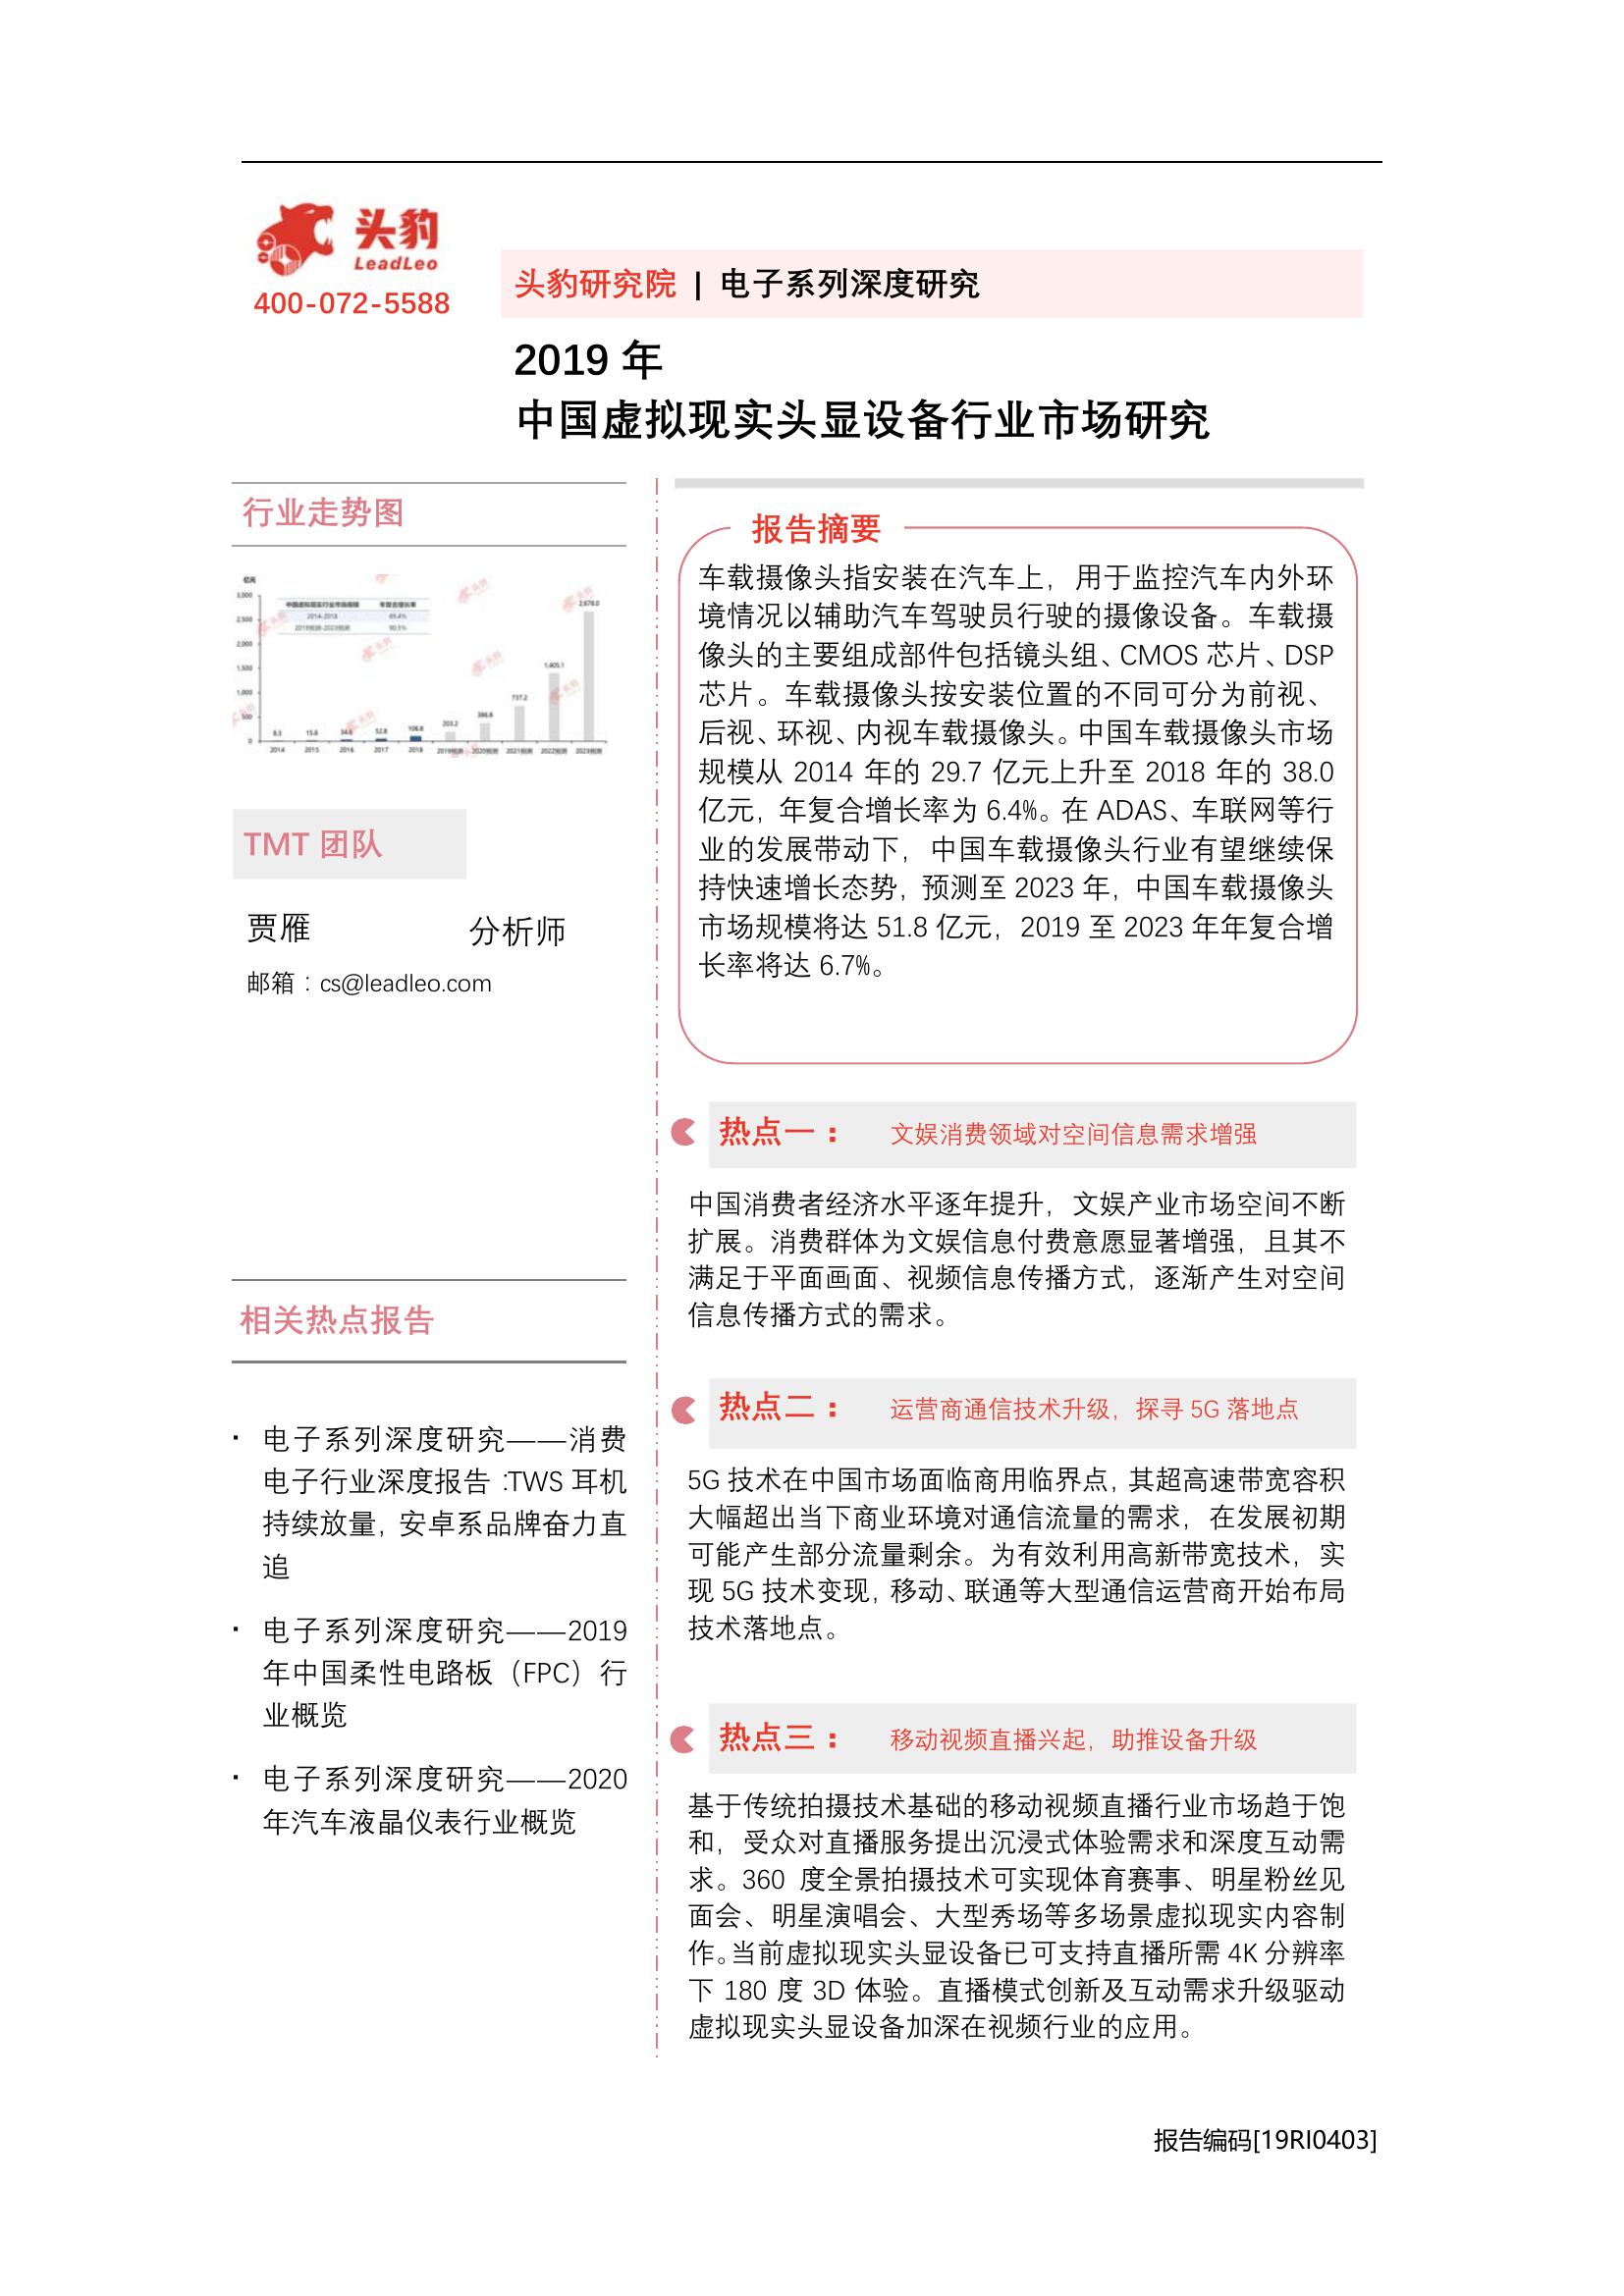 头豹
LeadLeo
400-072-5588
头豹研究院 | 电子系列深度研究
2019 年
中国虚拟现实头显设备行业市场研究
行业走势图
亿元
3,000
2,500
2,000
1,500
1,000
500
0
中国虚拟现实行业市场规模 年复合增长率
2014-2018 89.4%
2019预测-2023预测 90.5%
8.3 15.8 34.6 52.8 106.8 203.2 386.8 737.2 1,405.1 2,678.0
2014 2015 2016 2017 2018 2019预测 2020预测 2021预测 2022预测 2023预测
TMT 团队
贾雁 分析师
邮箱：cs@leadleo.com
相关热点报告
· 电子系列深度研究——消费
电子行业深度报告:TWS 耳机
持续放量，安卓系品牌奋力直
追
· 电子系列深度研究——2019
年中国柔性电路板（FPC）行
业概览
· 电子系列深度研究——2020
年汽车液晶仪表行业概览
报告摘要
车载摄像头指安装在汽车上，用于监控汽车内外环
境情况以辅助汽车驾驶员行驶的摄像设备。车载摄
像头的主要组成部件包括镜头组、CMOS 芯片、DSP
芯片。车载摄像头按安装位置的不同可分为前视、
后视、环视、内视车载摄像头。中国车载摄像头市场
规模从 2014 年的 29.7 亿元上升至 2018 年的 38.0
亿元，年复合增长率为 6.4%。在 ADAS、车联网等行
业的发展带动下，中国车载摄像头行业有望继续保
持快速增长态势，预测至 2023 年，中国车载摄像头
市场规模将达 51.8 亿元，2019 至 2023 年年复合增
长率将达 6.7%。
热点一： 文娱消费领域对空间信息需求增强
中国消费者经济水平逐年提升，文娱产业市场空间不断
扩展。消费群体为文娱信息付费意愿显著增强，且其不
满足于平面画面、视频信息传播方式，逐渐产生对空间
信息传播方式的需求。
热点二： 运营商通信技术升级，探寻 5G 落地点
5G 技术在中国市场面临商用临界点，其超高速带宽容积
大幅超出当下商业环境对通信流量的需求，在发展初期
可能产生部分流量剩余。为有效利用高新带宽技术，实
现 5G 技术变现，移动、联通等大型通信运营商开始布局
技术落地点。
热点三： 移动视频直播兴起，助推设备升级
基于传统拍摄技术基础的移动视频直播行业市场趋于饱
和，受众对直播服务提出沉浸式体验需求和深度互动需
求。360 度全景拍摄技术可实现体育赛事、明星粉丝见
面会、明星演唱会、大型秀场等多场景虚拟现实内容制
作。当前虚拟现实头显设备已可支持直播所需 4K 分辨率
下 180 度 3D 体验。直播模式创新及互动需求升级驱动
虚拟现实头显设备加深在视频行业的应用。
报告编码[19RI0403]